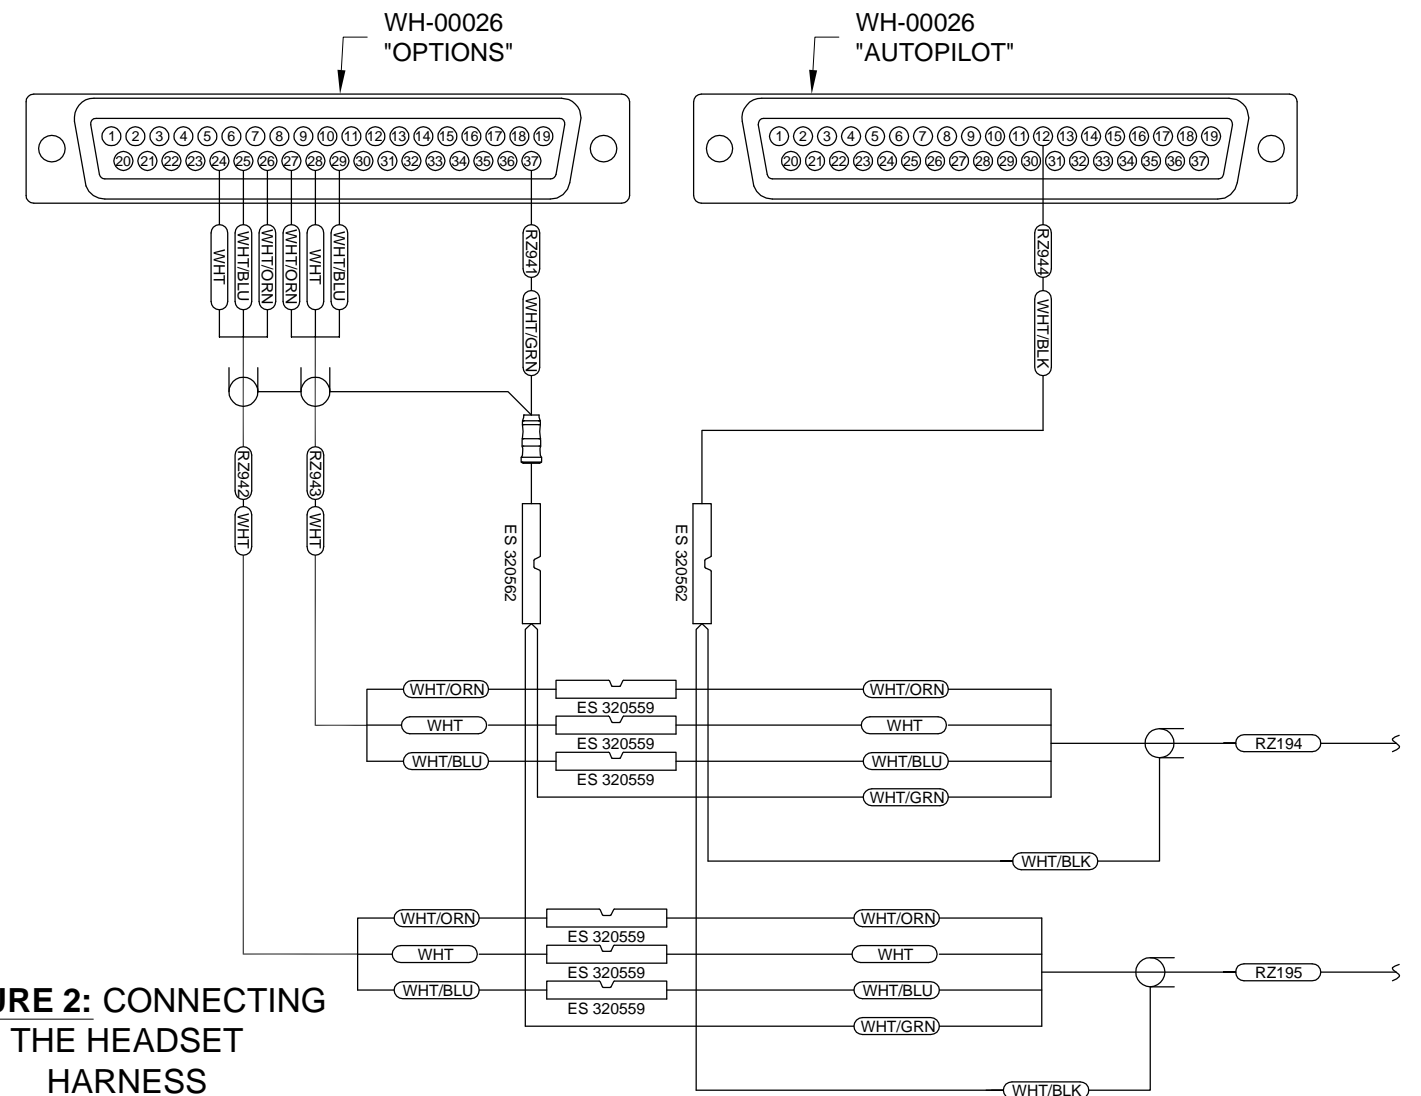 WH-00026
"OPTIONS"
WH-00026
"AUTOPILOT"
1 2 3 4 5 6 7 8 9 10 11 12 13 14 15 16 17 18 19
20 21 22 23 24 25 26 27 28 29 30 31 32 33 34 35 36 37
1 2 3 4 5 6 7 8 9 10 11 12 13 14 15 16 17 18 19
20 21 22 23 24 25 26 27 28 29 30 31 32 33 34 35 36 37
WHT
WHT/BLU
WHT/ORN
WHT/ORN
WHT
WHT/BLU
RZ941
WHT/GRN
RZ944
WHT/BLK
RZ942
WHT
RZ943
WHT
ES 320562
ES 320562
WHT/ORN
ES 320559
WHT/ORN
WHT
ES 320559
WHT
WHT/BLU
ES 320559
WHT/BLU
WHT/GRN
RZ194
WHT/BLK
WHT/ORN
ES 320559
WHT/ORN
WHT
ES 320559
WHT
WHT/BLU
ES 320559
WHT/BLU
WHT/GRN
RZ195
WHT/BLK
URE 2: CONNECTING
THE HEADSET
HARNESS